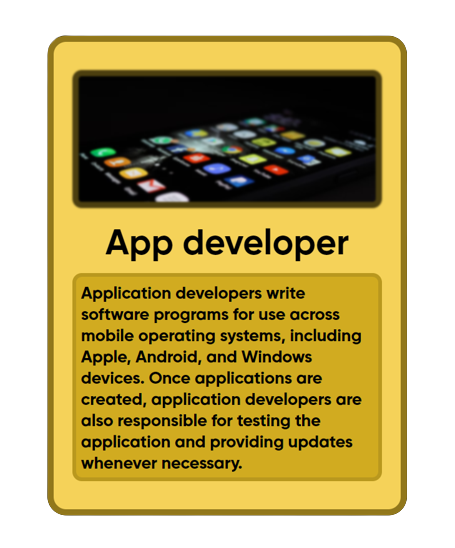 App developer
Application developers write
software programs for use across
mobile operating systems, including
Apple, Android, and Windows
devices. Once applications are
created, application developers are
also responsible for testing the
application and providing updates
whenever necessary.